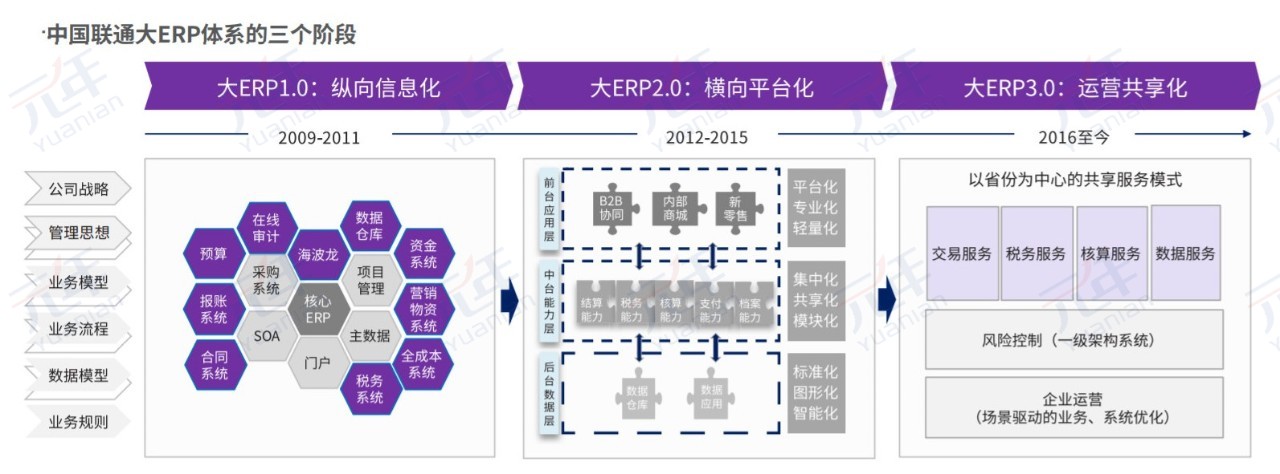 ·中国联通大ERP体系的三个阶段
大ERP1.0：纵向信息化
大ERP2.0：横向平台化
大ERP3.0：运营共享化
2009-2011
2012-2015
2016至今
公司战略
管理思想
业务模型
业务流程
数据模型
业务规则
在线
审计
数据
仓库
预算
海波龙
资金
系统
采购
系统
项目
管理
报账
系统
核心
ERP
营销
物资
系统
SOA
主数据
合同
系统
门户
全成本
系统
税务
系统
前台应用层
B2B
协同
内部
商城
新
零售
平台化
专业化
轻量化
中台能力层
结算
能力
税务
能力
核算
能力
支付
能力
档案
能力
集中化
共享化
模块化
后台数据层
数据
仓库
数据
应用
标准化
图形化
智能化
以省份为中心的共享服务模式
交易服务
税务服务
核算服务
数据服务
风险控制（一级架构系统）
企业运营
（场景驱动的业务、系统优化）
元年
Yuanian